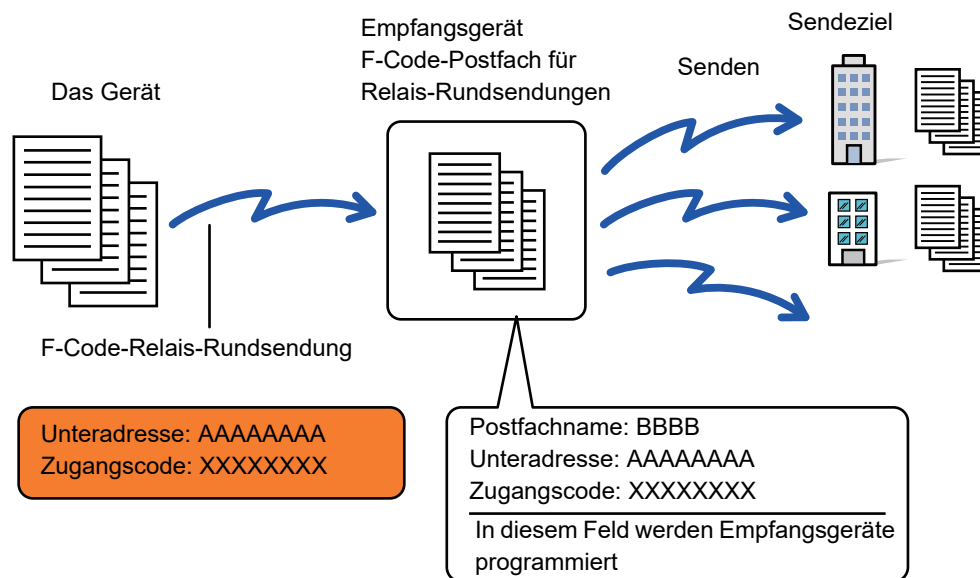 Das Gerät
Empfangsgerät
F-Code-Postfach für
Relais-Rundsendungen
Senden
Sendeziel
F-Code-Relais-Rundsendung
Unteradresse: AAAAAAAA
Zugangscode: XXXXXXXX
Postfachname: BBBB
Unteradresse: AAAAAAAA
Zugangscode: XXXXXXXX
In diesem Feld werden Empfangsgeräte
programmiert